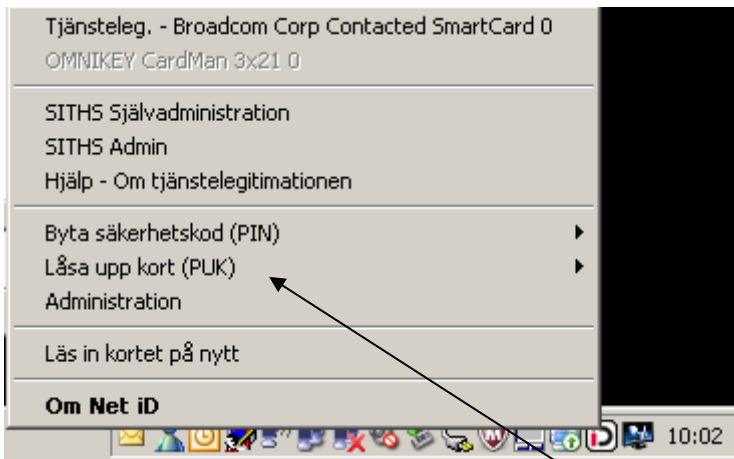 Tjänsteleg. - Broadcom Corp Contacted SmartCard 0
OMNIKEY CardMan 3x21 0
SITHS Självadministration
SITHS Admin
Hjälp - Om tjänstelegitimationen
Byta säkerhetskod (PIN)
Låsa upp kort (PUK)
Administration
Läs in kortet på nytt
Om Net iD
10:02